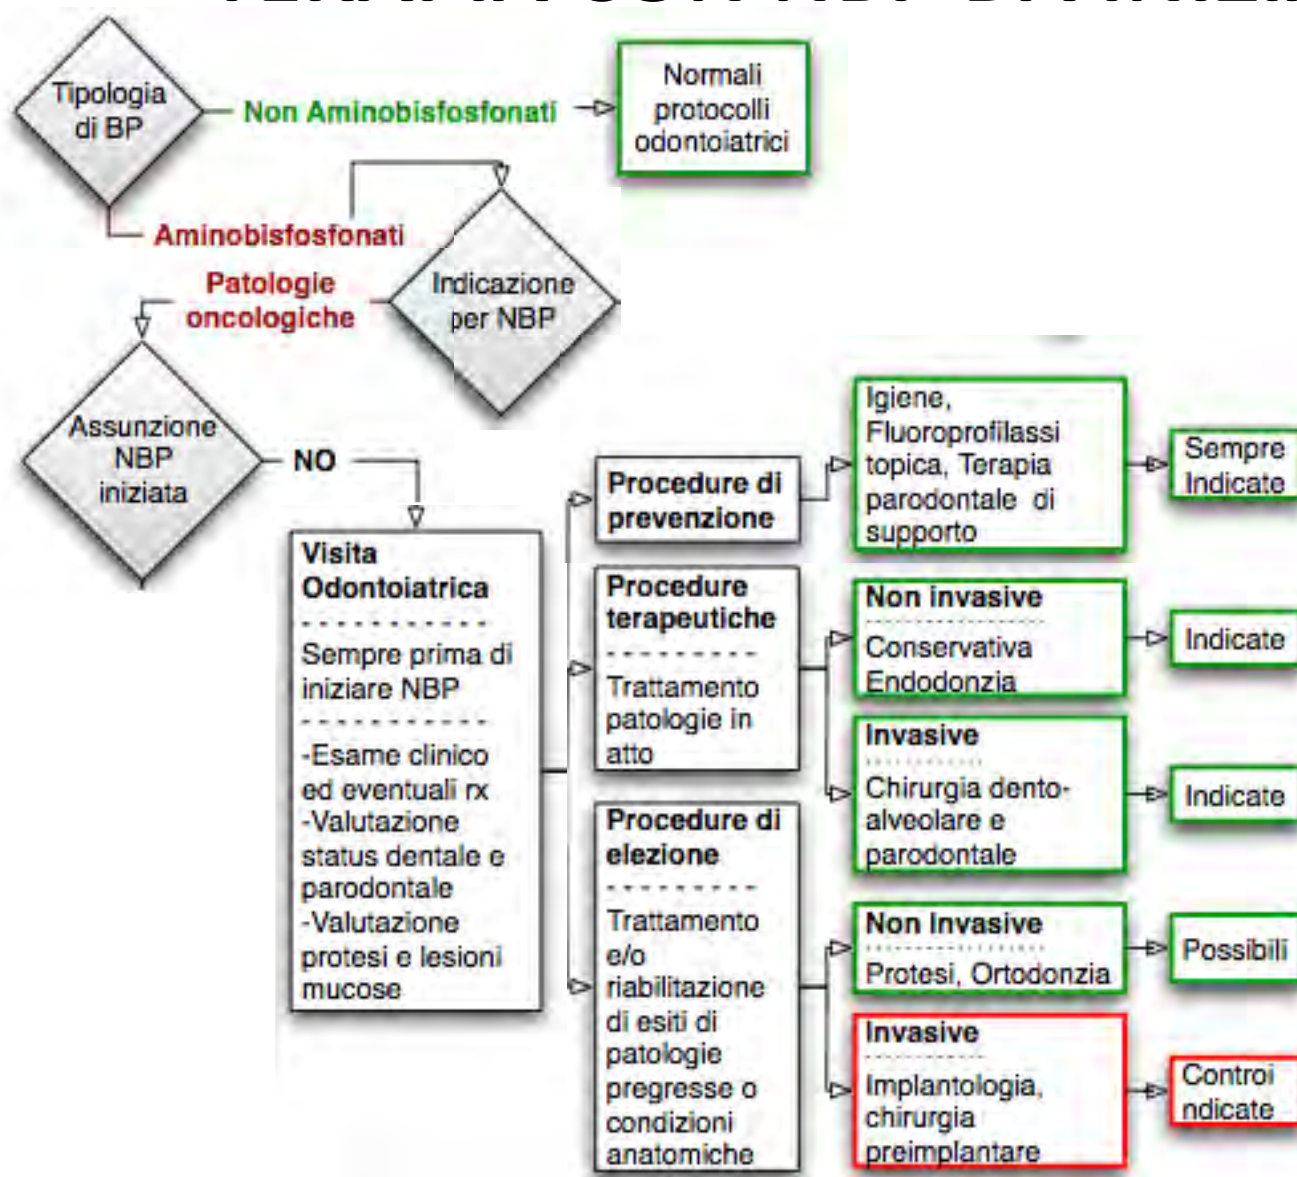 Tipologia
di BP
Non Aminobisfosfonati
Normali
protocolli
odontoiatrici
Aminobisfosfonati
Patologie
oncologiche
Indicazione
per NBP
Assunzione
NBP
iniziata
NO
Visita
Odontoiatrica
- - - - - - - - - - -
Sempre prima di
iniziare NBP
- - - - - - - - - - -
-Esame clinico
ed eventuali rx
-Valutazione
status dentale e
parodontale
-Valutazione
protesi e lesioni
mucose
Procedure di
prevenzione
Igiene,
Fluoroprofilassi
topica, Terapia
parodontale di
supporto
Sempre
Indicate
Procedure
terapeutiche
- - - - - - - - -
Trattamento
patologie in
atto
Non invasive
Conservativa
Endodonzia
Indicate
Invasive
Chirurgia dento-
alveolare e
parodontale
Indicate
Procedure di
elezione
- - - - - - - - -
Trattamento
e/o
riabilitazione
di esiti di
patologie
pregresse o
condizioni
anatomiche
Non Invasive
Protesi, Ortodonzia
Possibili
Invasive
Implantologia,
chirurgia
preimplantare
Controi
ndicate